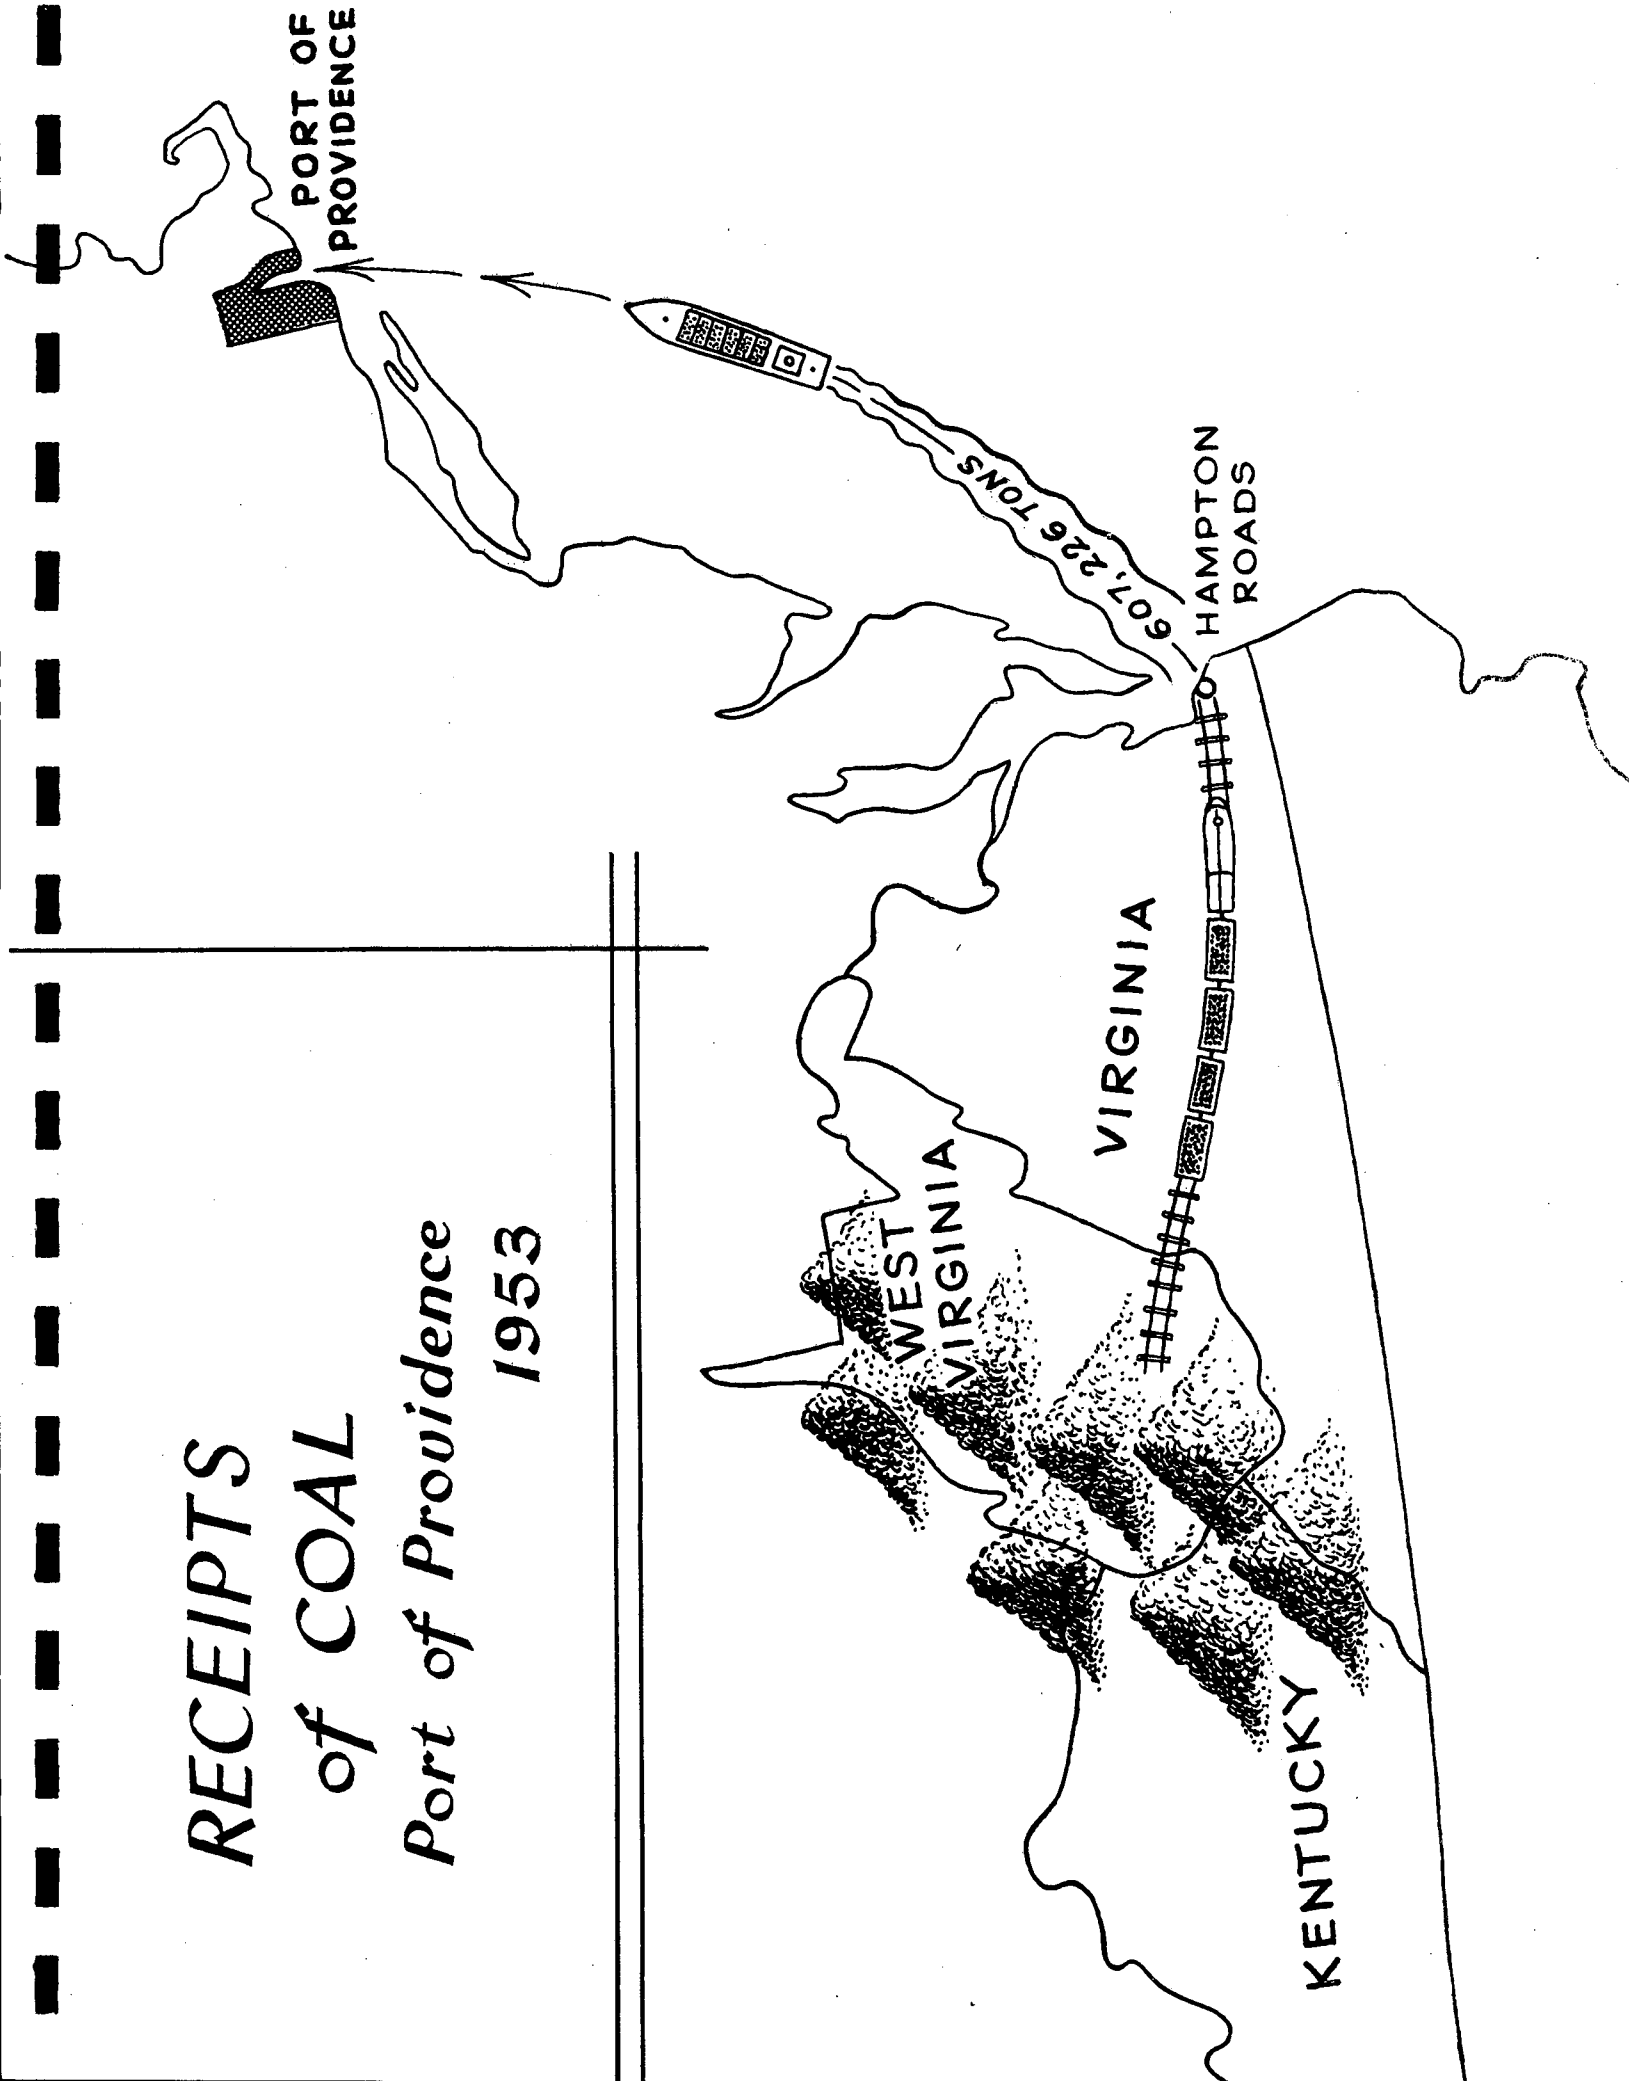 RECEIPTS
of COAL
Port of Providence
1953
PORT OF
PROVIDENCE
607,226 TONS
HAMPTON
ROADS
VIRGINIA
WEST
VIRGINIA
KENTUCKY